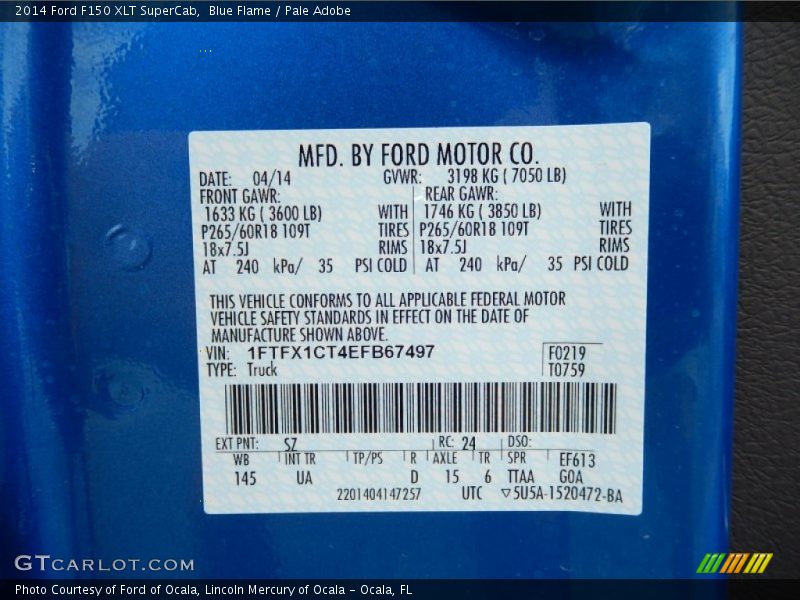 2014 Ford F150 XLT SuperCab,  Blue Flame / Pale Adobe
MFD. BY FORD MOTOR CO.
DATE: 04/14 GVWR: 3198 KG ( 7050 LB)
FRONT GAWR: REAR GAWR:
1633 KG ( 3600 LB) WITH 1746 KG ( 3850 LB) WITH
P265/60R18 109T TIRES P265/60R18 109T TIRES
18x7.5J RIMS 18x7.5J RIMS
AT 240 kPa/ 35 PSI COLD AT 240 kPa/ 35 PSI COLD
THIS VEHICLE CONFORMS TO ALL APPLICABLE FEDERAL MOTOR
VEHICLE SAFETY STANDARDS IN EFFECT ON THE DATE OF
MANUFACTURE SHOWN ABOVE.
VIN: 1FTFX1CT4EFB67497 F0219
TYPE: Truck T0759
EXT PNT: SZ RC: 24 DSO:
WB INT TR TP/PS R AXLE TR SPR EF613
145 UA D 15 6 TTAA GOA
2201404147257 UTC ▽5U5A-1520472-BA
GTCARLOT.COM
Photo Courtesy of Ford of Ocala, Lincoln Mercury of Ocala - Ocala, FL